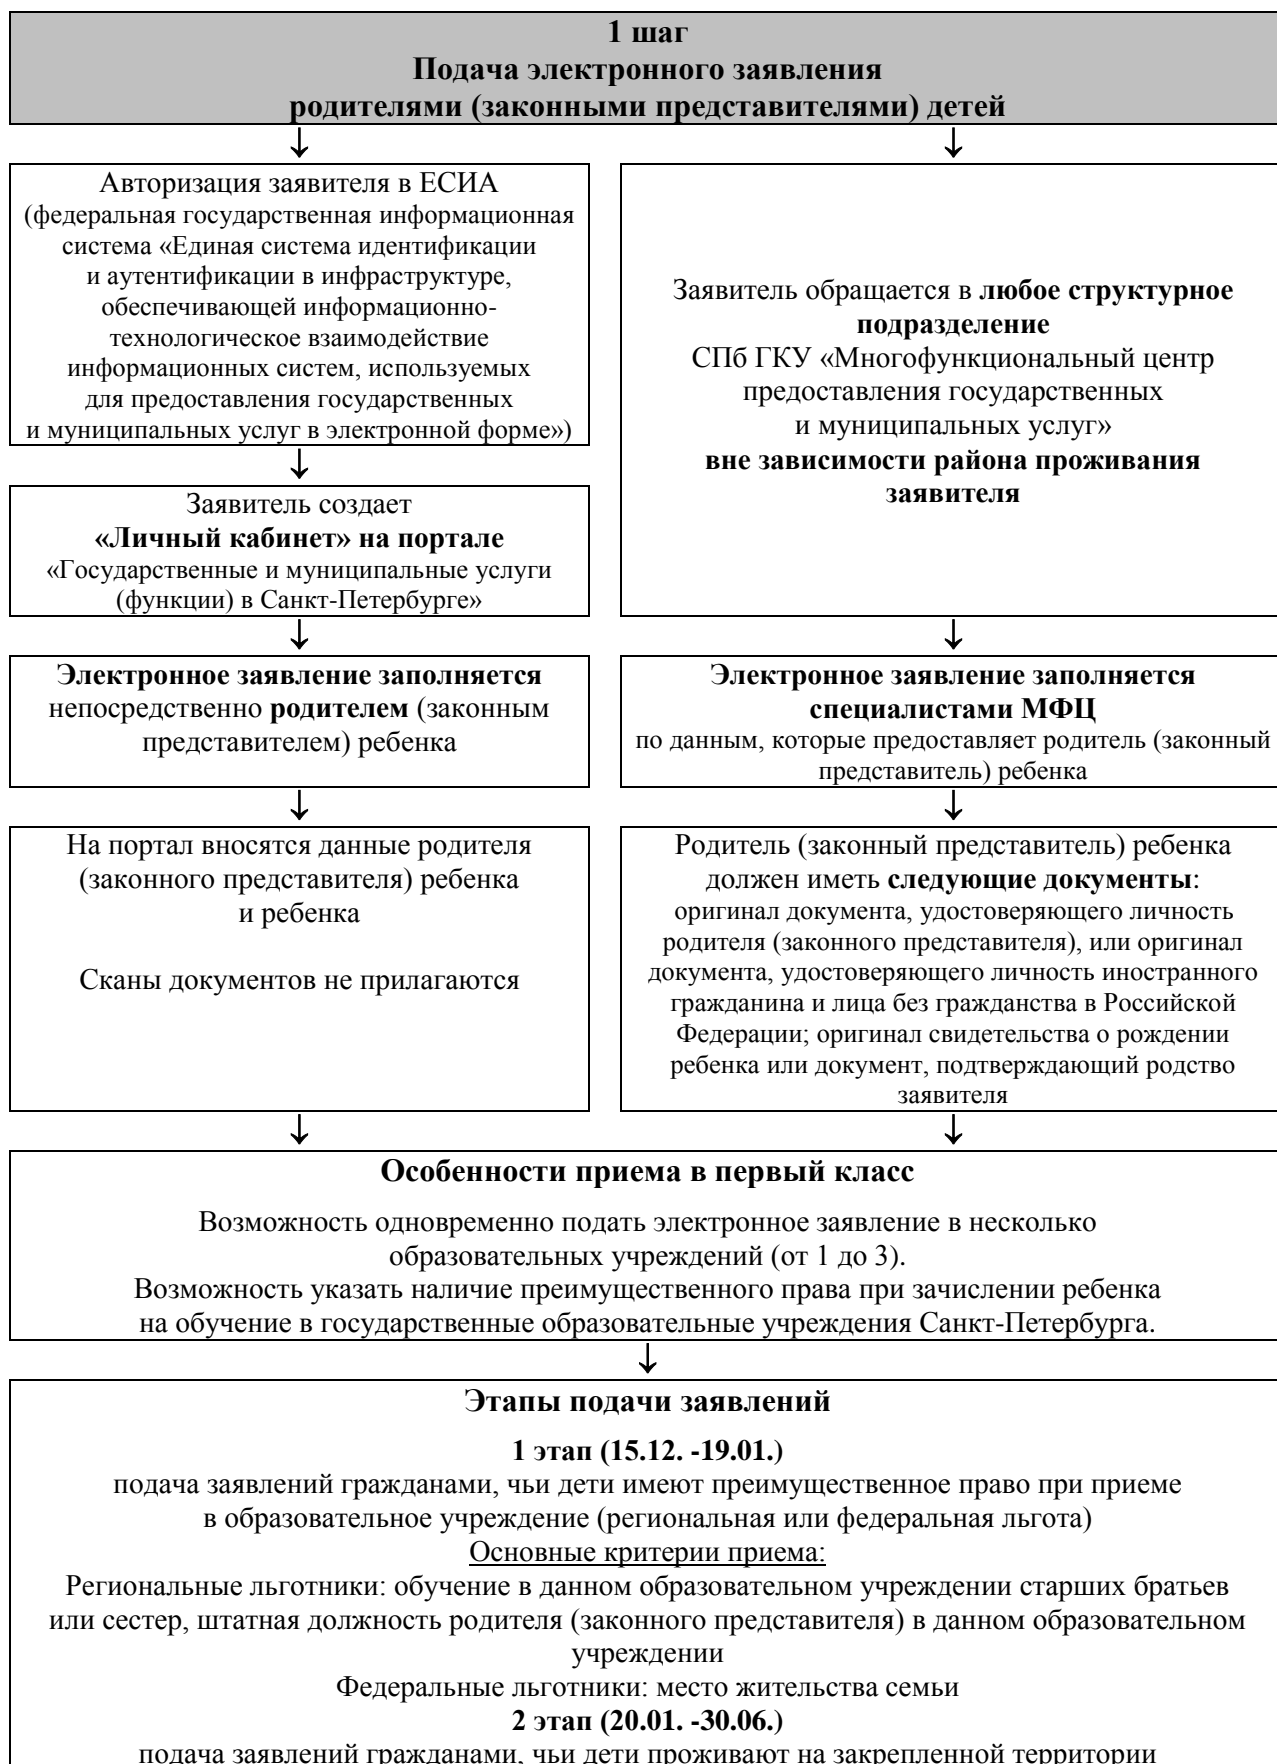 1 шаг
Подача электронного заявления
родителями (законными представителями) детей
Авторизация заявителя в ЕСИА
(федеральная государственная информационная
система «Единая система идентификации
и аутентификации в инфраструктуре,
обеспечивающей информационно-
технологическое взаимодействие
информационных систем, используемых
для предоставления государственных
и муниципальных услуг в электронной форме»)
Заявитель создает
«Личный кабинет» на портале
«Государственные и муниципальные услуги
(функции) в Санкт-Петербурге»
Электронное заявление заполняется
непосредственно родителем (законным
представителем) ребенка
На портал вносятся данные родителя
(законного представителя) ребенка
и ребенка
Сканы документов не прилагаются
Заявитель обращается в любое структурное
подразделение
СПб ГКУ «Многофункциональный центр
предоставления государственных
и муниципальных услуг»
вне зависимости района проживания
заявителя
Электронное заявление заполняется
специалистами МФЦ
по данным, которые предоставляет родитель (законный
представитель) ребенка
Родитель (законный представитель) ребенка
должен иметь следующие документы:
оригинал документа, удостоверяющего личность
родителя (законного представителя), или оригинал
документа, удостоверяющего личность иностранного
гражданина и лица без гражданства в Российской
Федерации; оригинал свидетельства о рождении
ребенка или документ, подтверждающий родство
заявителя
Особенности приема в первый класс
Возможность одновременно подать электронное заявление в несколько
образовательных учреждений (от 1 до 3).
Возможность указать наличие преимущественного права при зачислении ребенка
на обучение в государственные образовательные учреждения Санкт-Петербурга.
Этапы подачи заявлений
1 этап (15.12. -19.01.)
подача заявлений гражданами, чьи дети имеют преимущественное право при приеме
в образовательное учреждение (региональная или федеральная льгота)
Основные критерии приема:
Региональные льготники: обучение в данном образовательном учреждении старших братьев
или сестер, штатная должность родителя (законного представителя) в данном образовательном
учреждении
Федеральные льготники: место жительства семьи
2 этап (20.01. -30.06.)
подача заявлений гражданами, чьи дети проживают на закрепленной территории